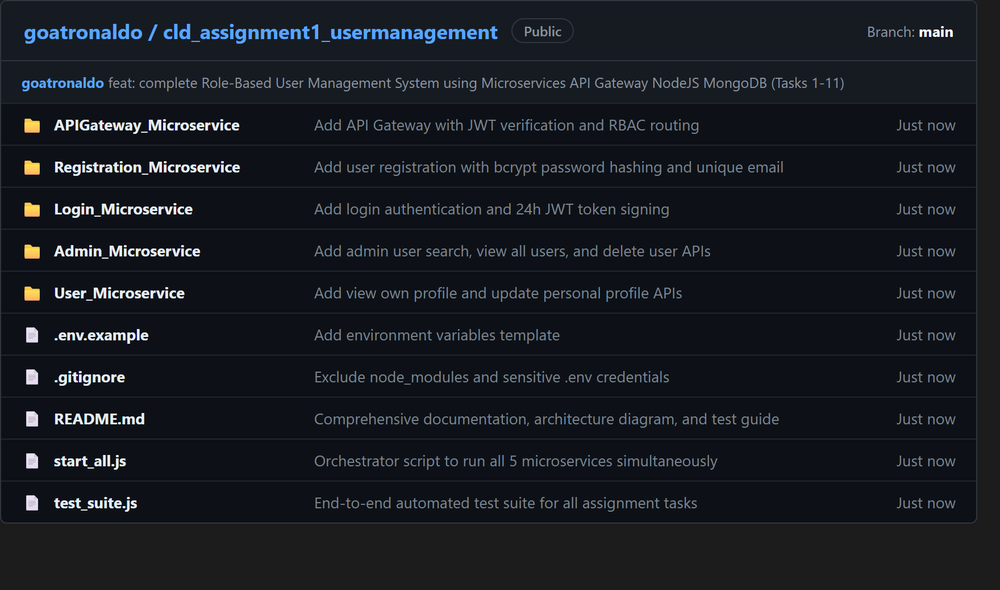 goatronaldo / cld_assignment1_usermanagement Public Branch: main
goatronaldo feat: complete Role-Based User Management System using Microservices API Gateway NodeJS MongoDB (Tasks 1-11)
APIGateway_Microservice Add API Gateway with JWT verification and RBAC routing Just now
Registration_Microservice Add user registration with bcrypt password hashing and unique email Just now
Login_Microservice Add login authentication and 24h JWT token signing Just now
Admin_Microservice Add admin user search, view all users, and delete user APIs Just now
User_Microservice Add view own profile and update personal profile APIs Just now
.env.example Add environment variables template Just now
.gitignore Exclude node_modules and sensitive .env credentials Just now
README.md Comprehensive documentation, architecture diagram, and test guide Just now
start_all.js Orchestrator script to run all 5 microservices simultaneously Just now
test_suite.js End-to-end automated test suite for all assignment tasks Just now